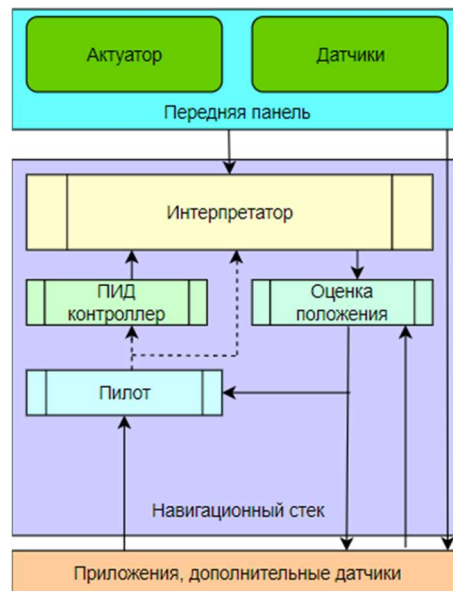 Актуатор
Датчики
Передняя панель
Интерпретатор
ПИД
контроллер
Оценка
положения
Пилот
Навигационный стек
Приложения, дополнительные датчики